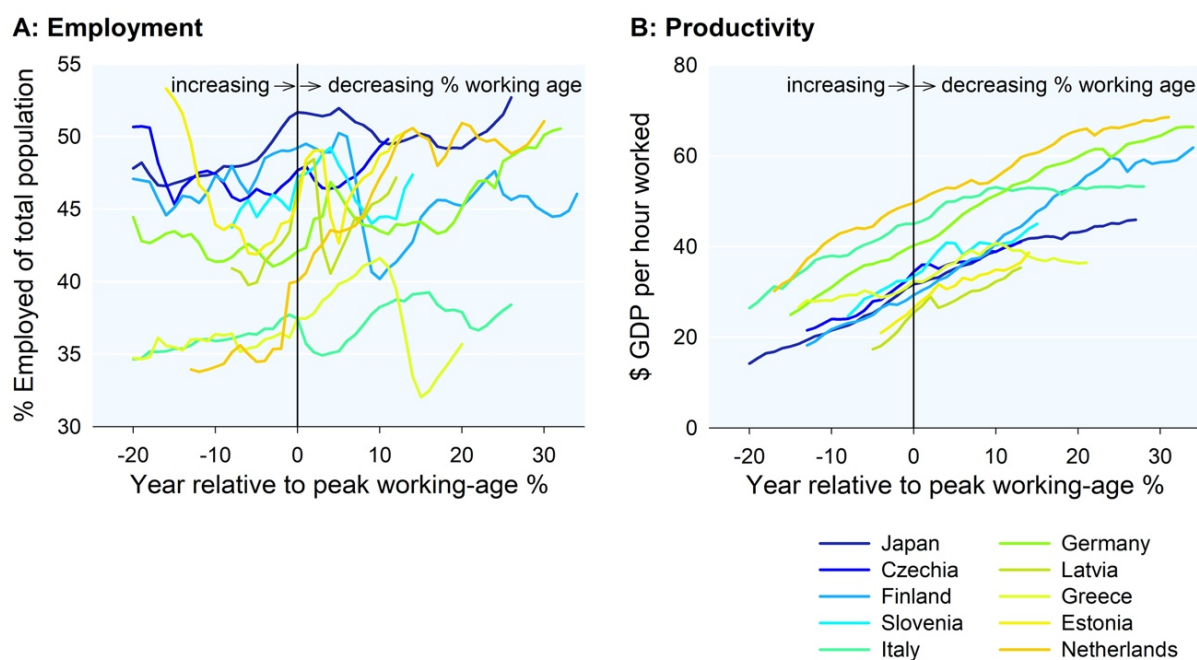 A: Employment
% Employed of total population
55
50
45
40
35
30
increasing → → decreasing % working age
-20 -10 0 10 20 30
Year relative to peak working-age %
B: Productivity
$ GDP per hour worked
80
60
40
20
0
increasing → → decreasing % working age
-20 -10 0 10 20 30
Year relative to peak working-age %
Japan
Czechia
Finland
Slovenia
Italy
Germany
Latvia
Greece
Estonia
Netherlands